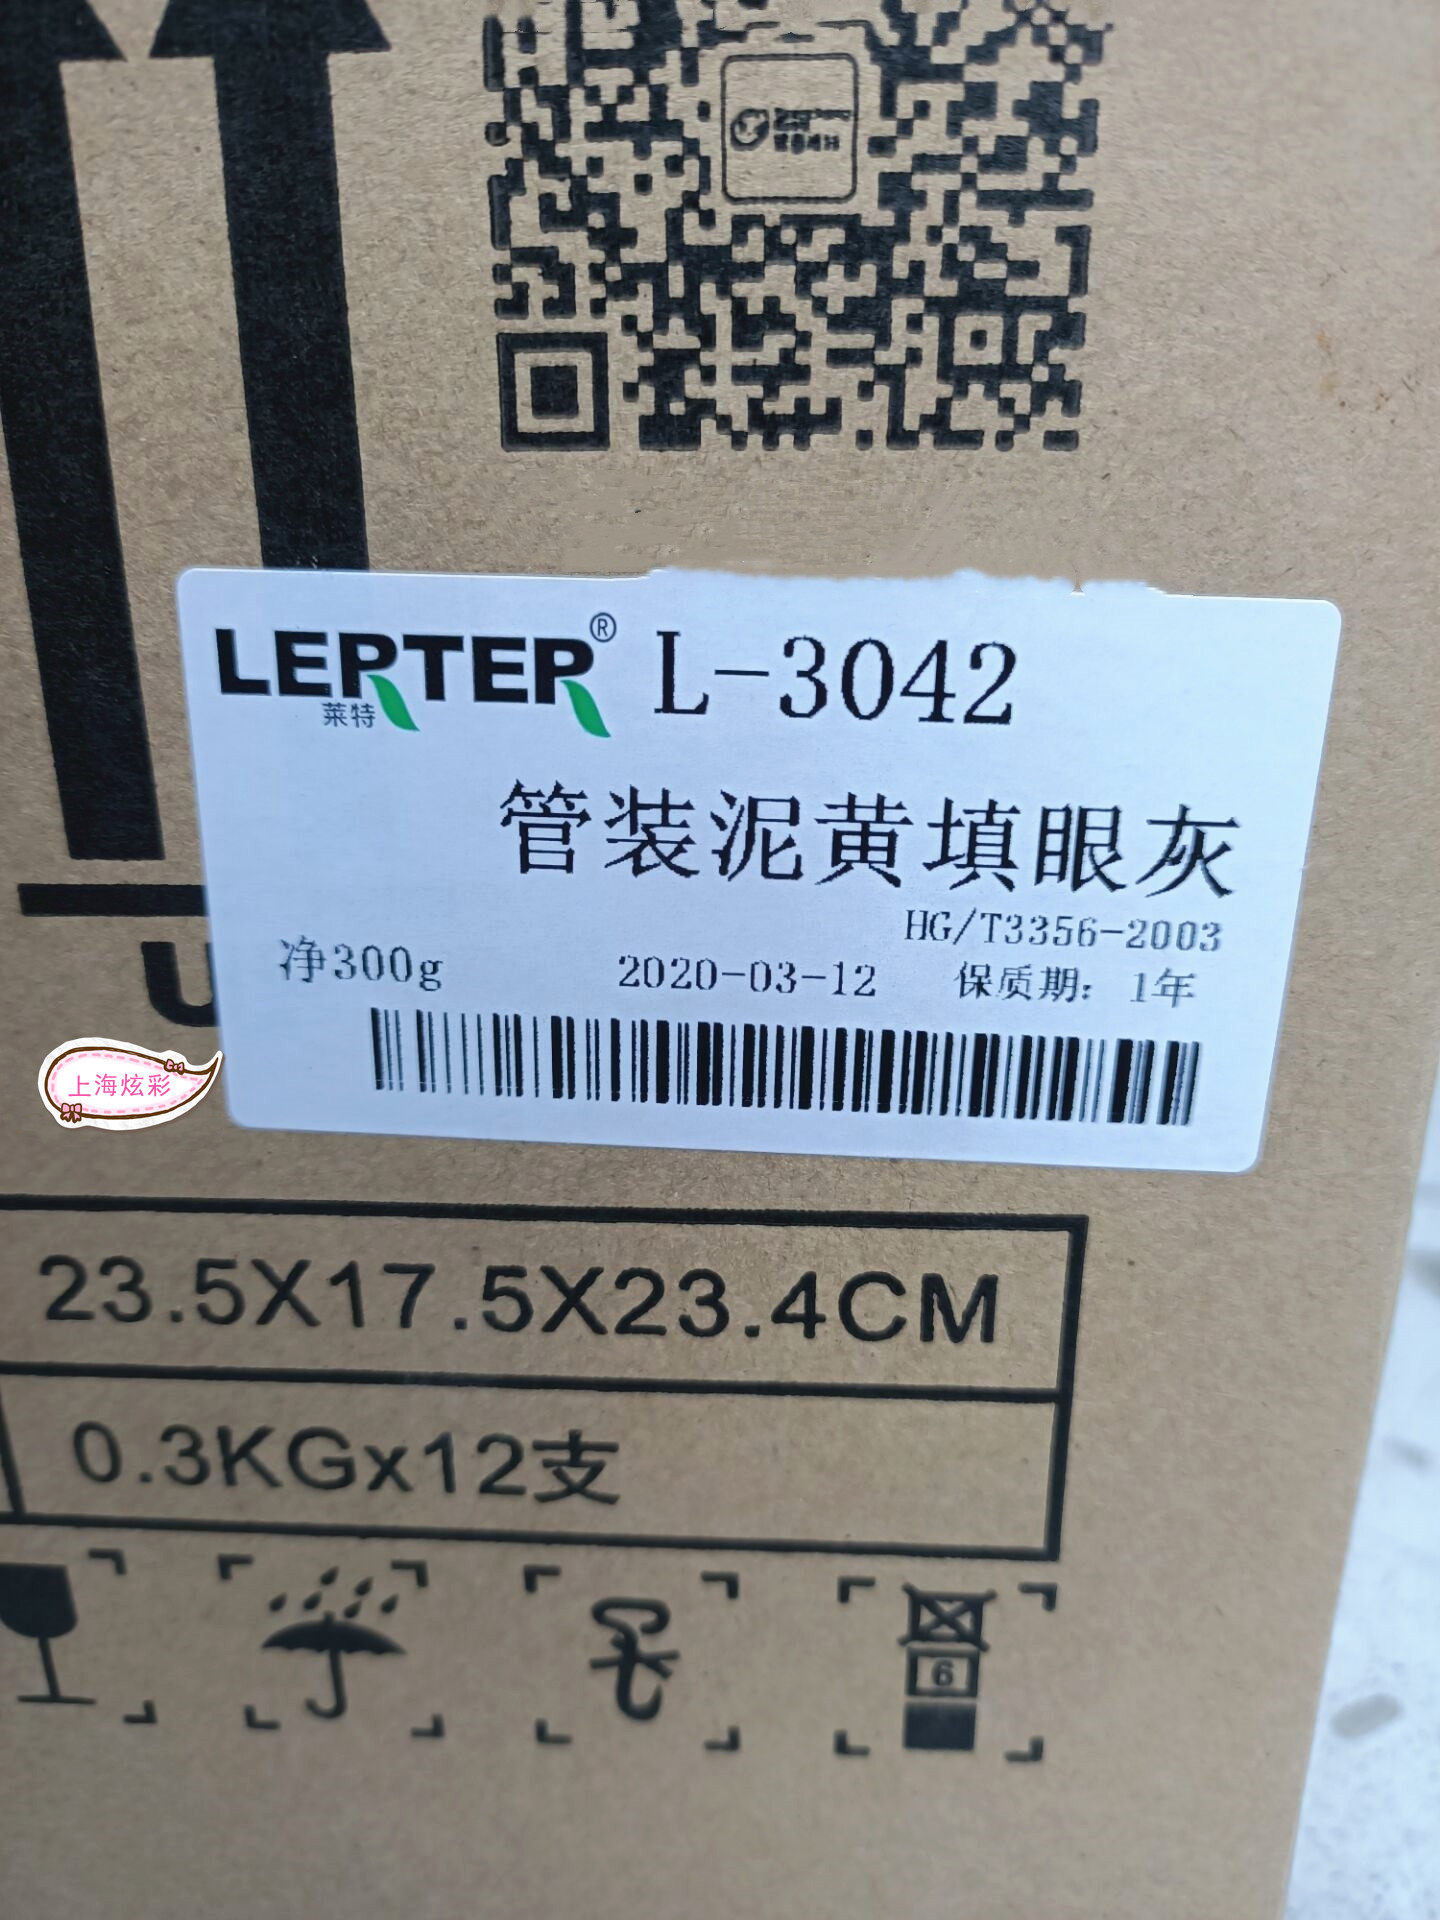 LERTER® L-3042
莱特
管装泥黄填眼灰
HG/T3356-2003
净300g 2020-03-12 保质期: 1年
上海炫彩
23.5X17.5X23.4CM
0.3KGx12支
6